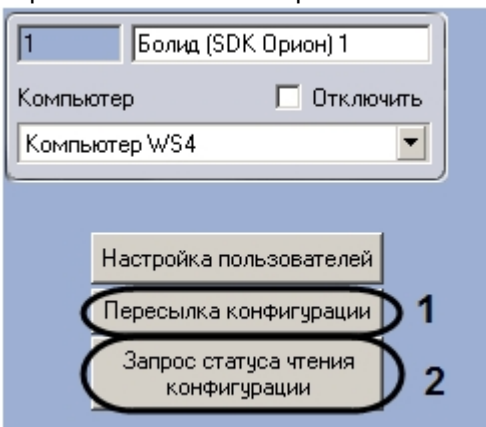 1 Болид (SDK Орион) 1
Компьютер Отключить
Компьютер WS4
Настройка пользователей
Пересылка конфигурации 1
Запрос статуса чтения
конфигурации 2